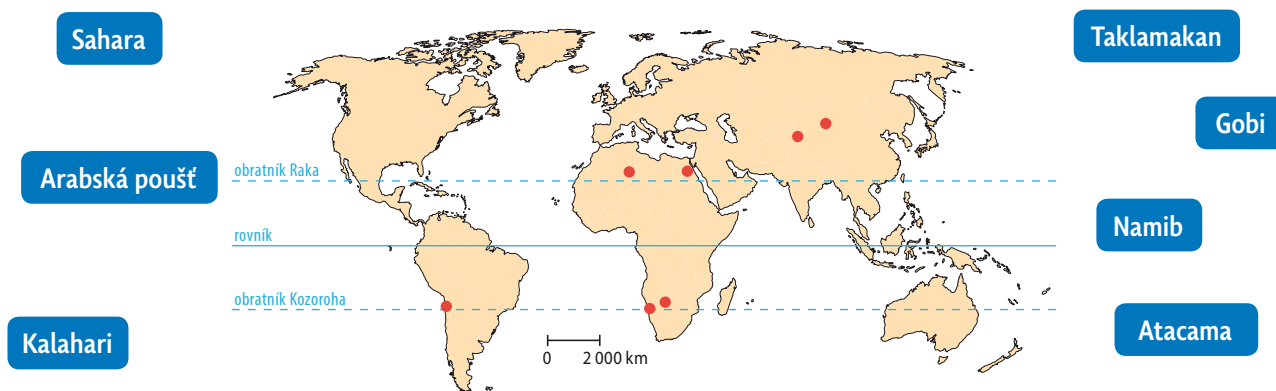 Sahara
Taklamakan
Gobi
Arabská poušť
obratník Raka
Namib
rovník
obratník Kozoroha
Kalahari
0 2 000 km
Atacama